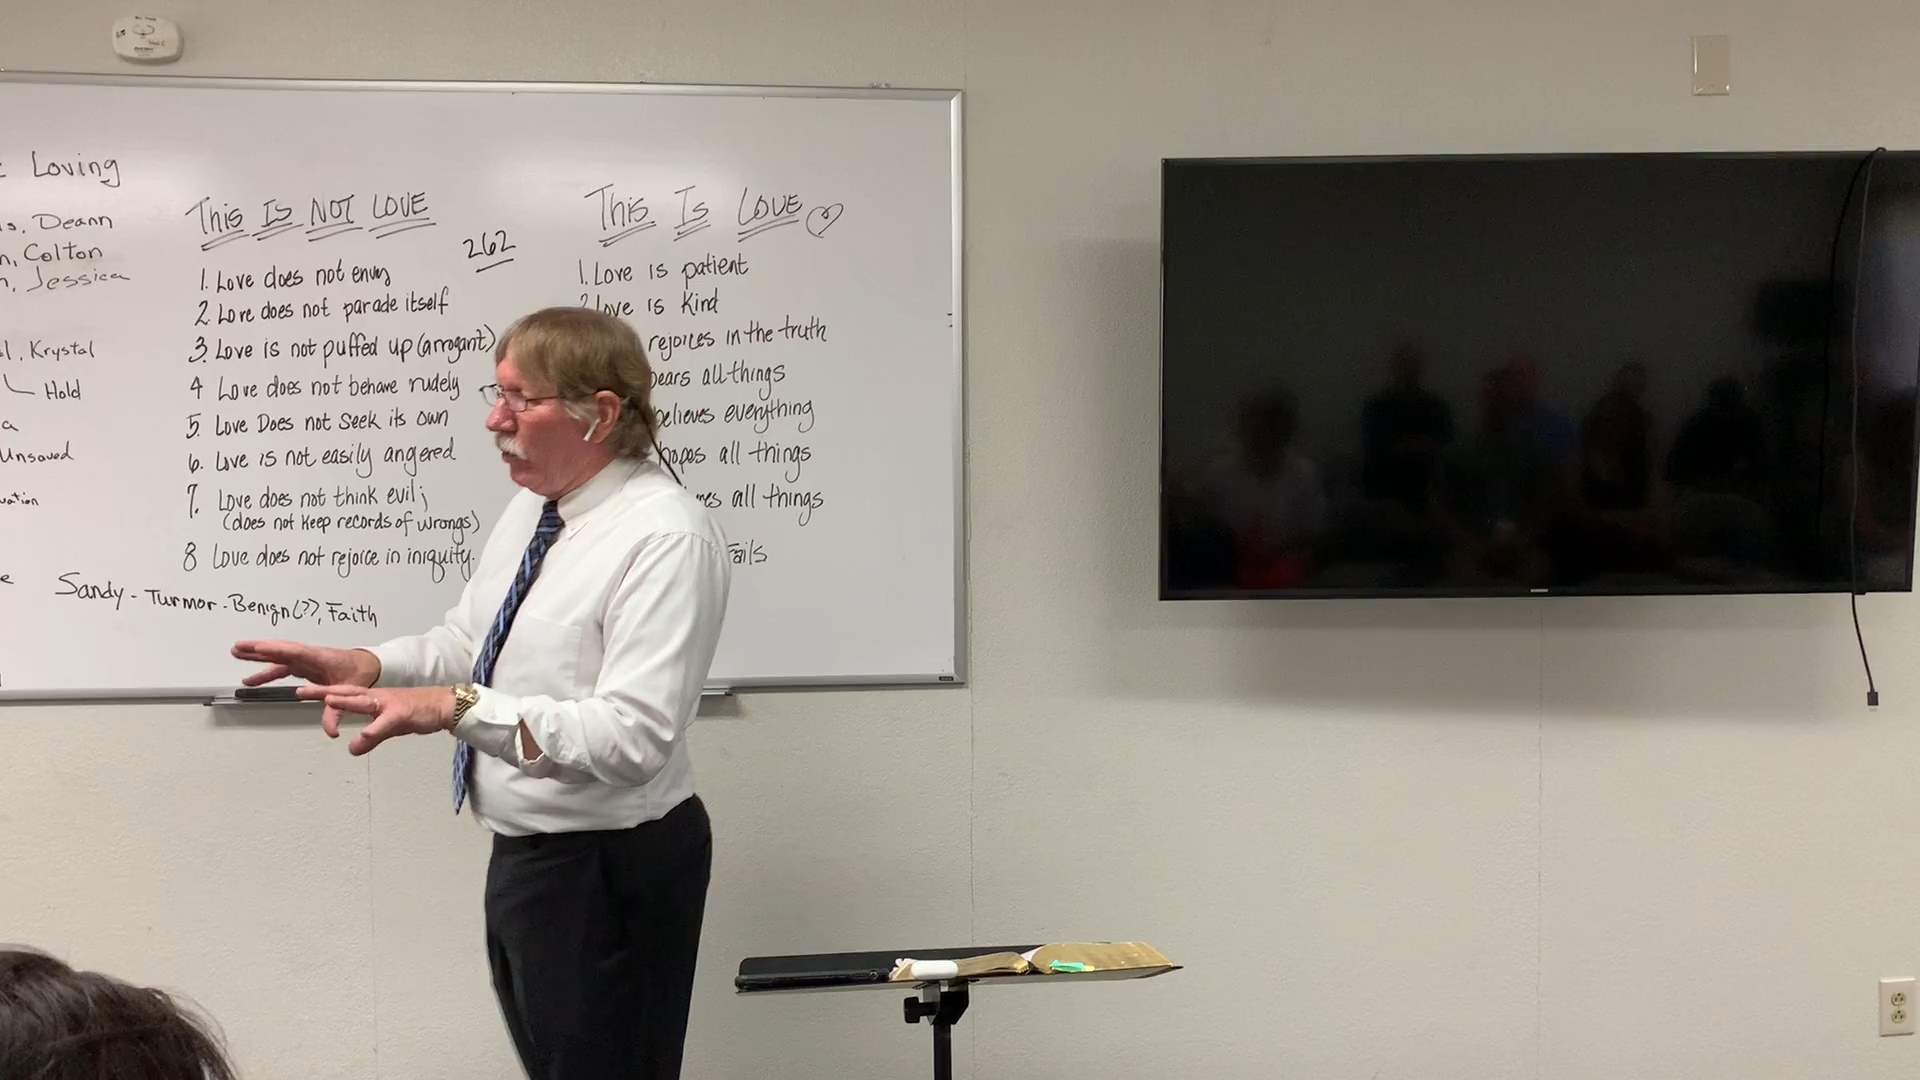 Loving
Deann
Colton
Jessica
Krystal
Hold
Unsaved
THIS IS NOT LOVE
262
1. Love does not envy
2. Love does not parade itself
3. Love is not puffed up (arrogant)
4 Love does not behave rudely
5. Love Does not seek its own
6. Love is not easily angered
7. Love does not think evil;
(does not keep records of wrongs)
8 Love does not rejoice in iniquity.
Sandy - Turmor - Benign(??), Faith
THIS IS LOVE
1. Love is patient
2 Love is kind
rejoices in the truth
all things
believes everything
hopes all things
all things
Fails